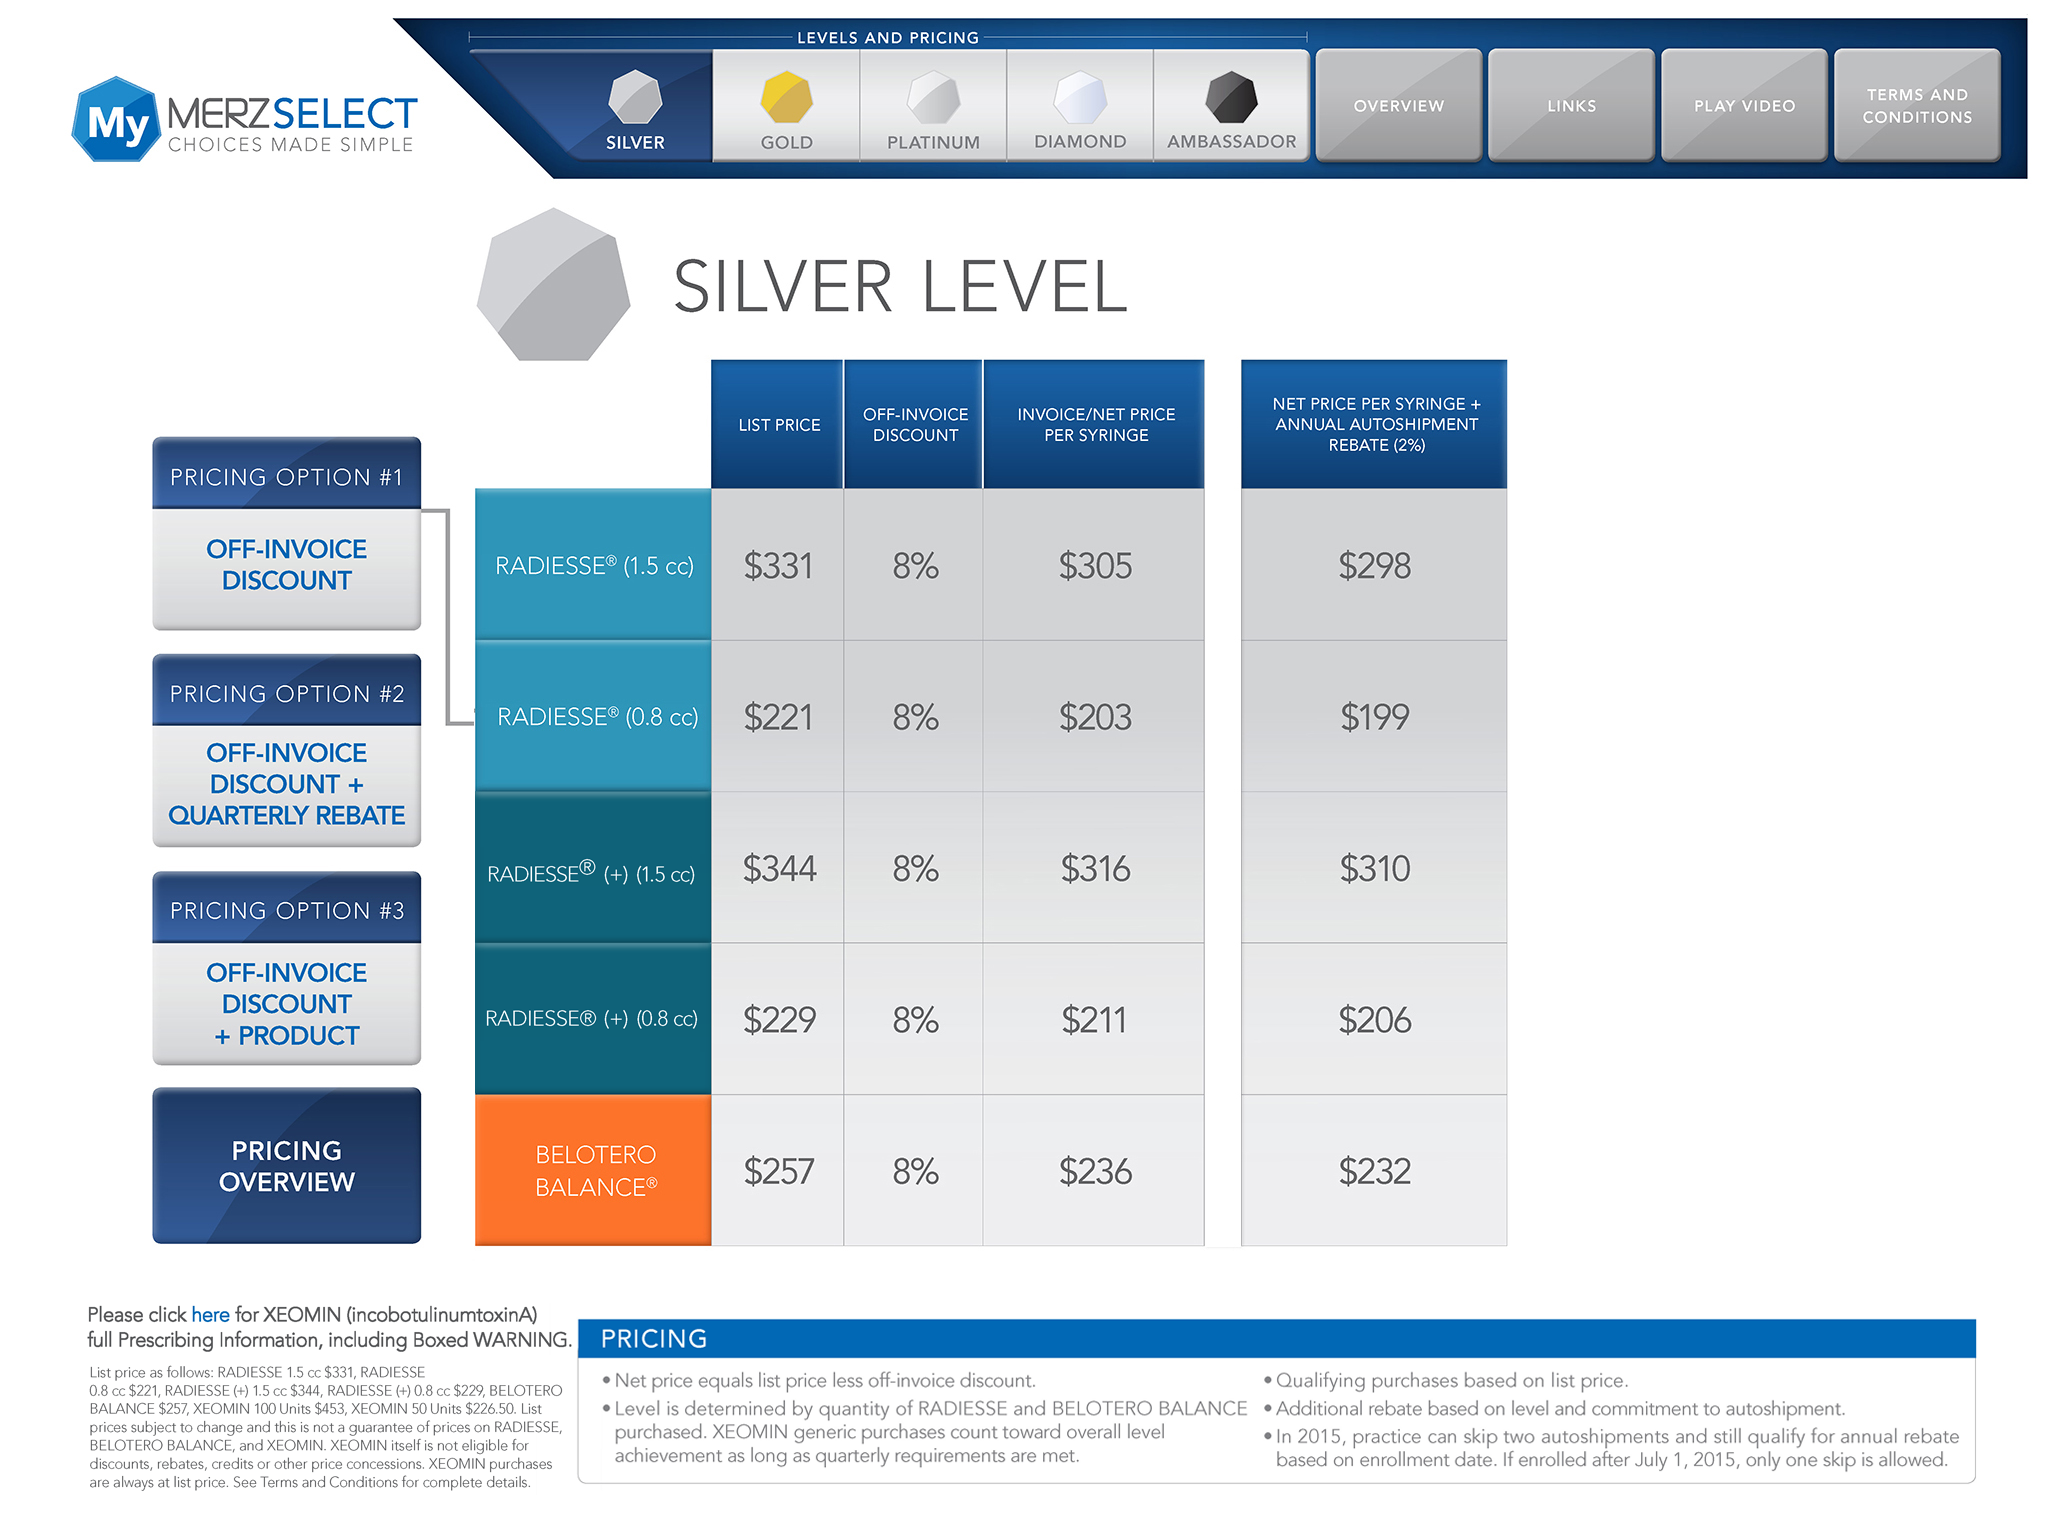 LEVELS AND PRICING
My MERZ SELECT
CHOICES MADE SIMPLE
SILVER
GOLD
PLATINUM
DIAMOND
AMBASSADOR
OVERVIEW
LINKS
PLAY VIDEO
TERMS AND
CONDITIONS
SILVER LEVEL
LIST PRICE
OFF-INVOICE
DISCOUNT
INVOICE/NET PRICE
PER SYRINGE
NET PRICE PER SYRINGE +
ANNUAL AUTOSHIPMENT
REBATE (2%)
PRICING OPTION #1
OFF-INVOICE
DISCOUNT
PRICING OPTION #2
OFF-INVOICE
DISCOUNT +
QUARTERLY REBATE
PRICING OPTION #3
OFF-INVOICE
DISCOUNT
+ PRODUCT
PRICING
OVERVIEW
RADIESSE® (1.5 cc) $331 8% $305 $298
RADIESSE® (0.8 cc) $221 8% $203 $199
RADIESSE® (+) (1.5 cc) $344 8% $316 $310
RADIESSE® (+) (0.8 cc) $229 8% $211 $206
BELOTERO
BALANCE® $257 8% $236 $232
Please click here for XEOMIN (incobotulinumtoxinA)
full Prescribing Information, including Boxed WARNING.
List price as follows: RADIESSE 1.5 cc $331, RADIESSE
0.8 cc $221, RADIESSE (+) 1.5 cc $344, RADIESSE (+) 0.8 cc $229, BELOTERO
BALANCE $257, XEOMIN 100 Units $453, XEOMIN 50 Units $226.50. List
prices subject to change and this is not a guarantee of prices on RADIESSE,
BELOTERO BALANCE, and XEOMIN. XEOMIN itself is not eligible for
discounts, rebates, credits or other price concessions. XEOMIN purchases
are always at list price. See Terms and Conditions for complete details.
PRICING
• Net price equals list price less off-invoice discount.
• Level is determined by quantity of RADIESSE and BELOTERO BALANCE
purchased. XEOMIN generic purchases count toward overall level
achievement as long as quarterly requirements are met.
• Qualifying purchases based on list price.
• Additional rebate based on level and commitment to autoshipment.
• In 2015, practice can skip two autoshipments and still qualify for annual rebate
based on enrollment date. If enrolled after July 1, 2015, only one skip is allowed.